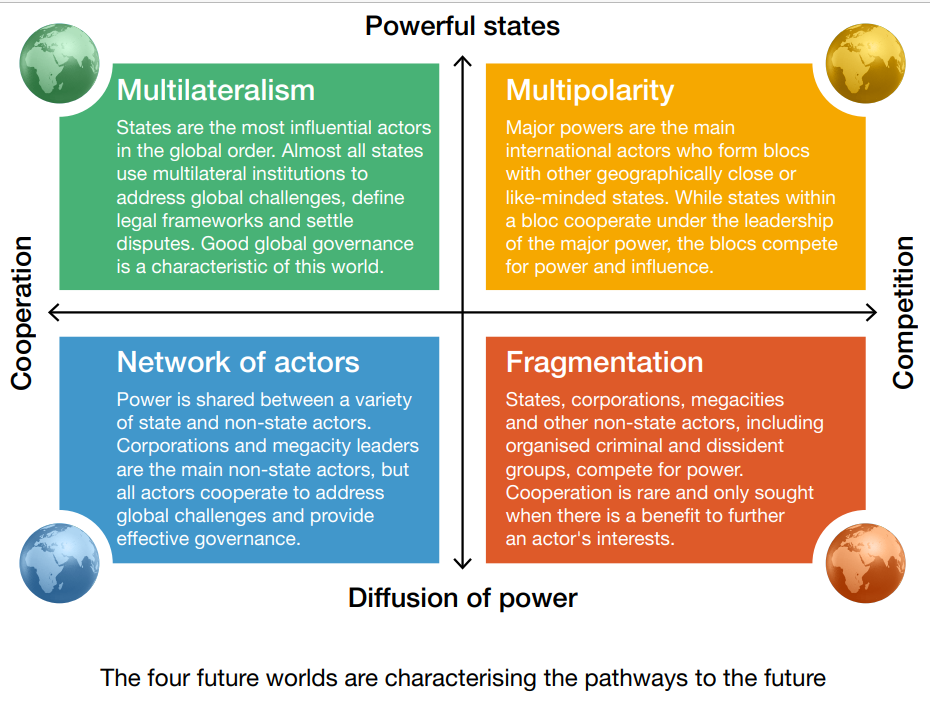 Powerful states
Multilateralism
States are the most influential actors
in the global order. Almost all states
use multilateral institutions to
address global challenges, define
legal frameworks and settle
disputes. Good global governance
is a characteristic of this world.
Multipolarity
Major powers are the main
international actors who form blocs
with other geographically close or
like-minded states. While states within
a bloc cooperate under the leadership
of the major power, the blocs compete
for power and influence.
Cooperation
Competition
Network of actors
Power is shared between a variety
of state and non-state actors.
Corporations and megacity leaders
are the main non-state actors, but
all actors cooperate to address
global challenges and provide
effective governance.
Fragmentation
States, corporations, megacities
and other non-state actors, including
organised criminal and dissident
groups, compete for power.
Cooperation is rare and only sought
when there is a benefit to further
an actor's interests.
Diffusion of power
The four future worlds are characterising the pathways to the future